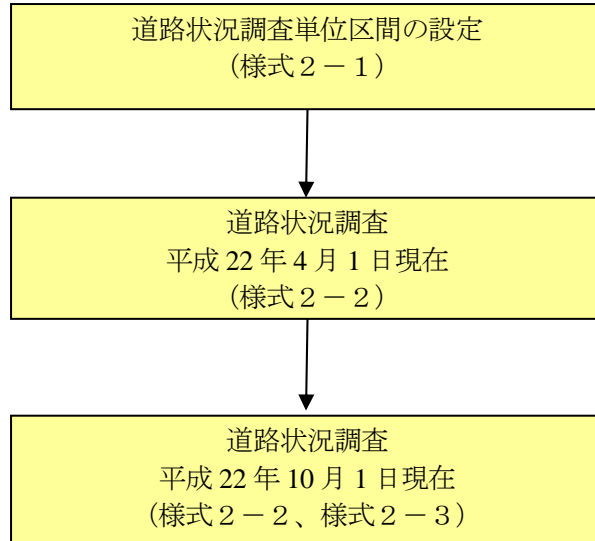 道路状況調査単位区間の設定
（様式２－１）
道路状況調査
平成 22 年 4 月 1 日現在
（様式２－２）
道路状況調査
平成 22 年 10 月 1 日現在
（様式２－２、様式２－３）